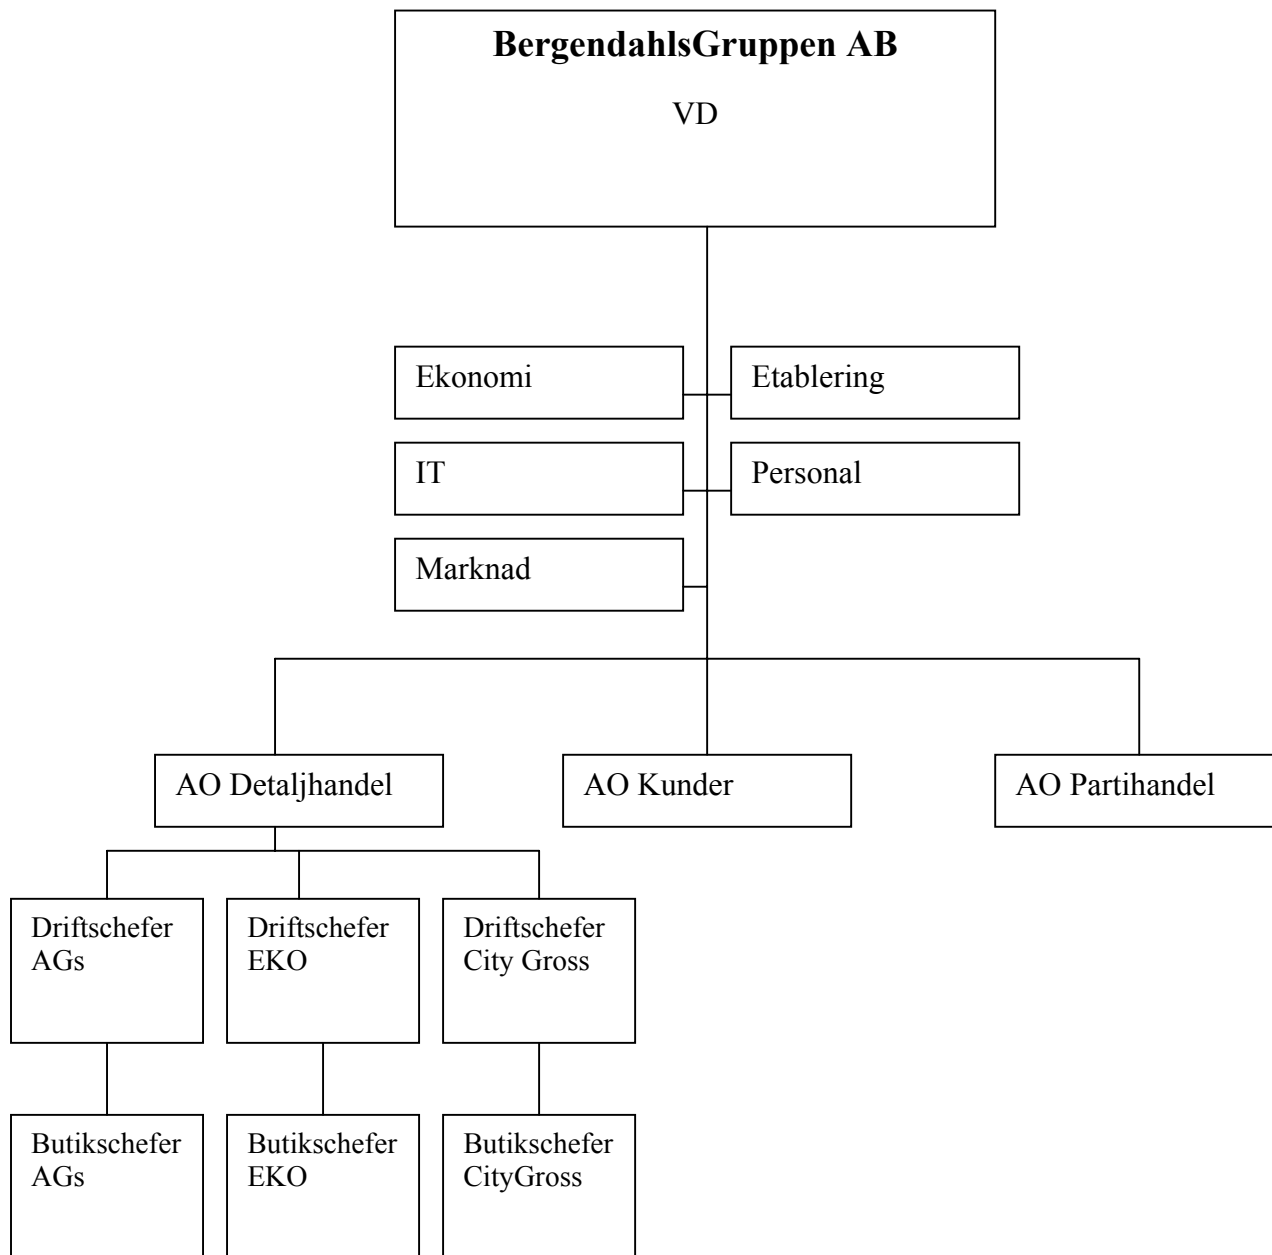 BergendahlsGruppen AB
VD
Ekonomi
Etablering
IT
Personal
Marknad
AO Detaljhandel
AO Kunder
AO Partihandel
Driftschefer
AGs
Driftschefer
EKO
Driftschefer
City Gross
Butikschefer
AGs
Butikschefer
EKO
Butikschefer
CityGross